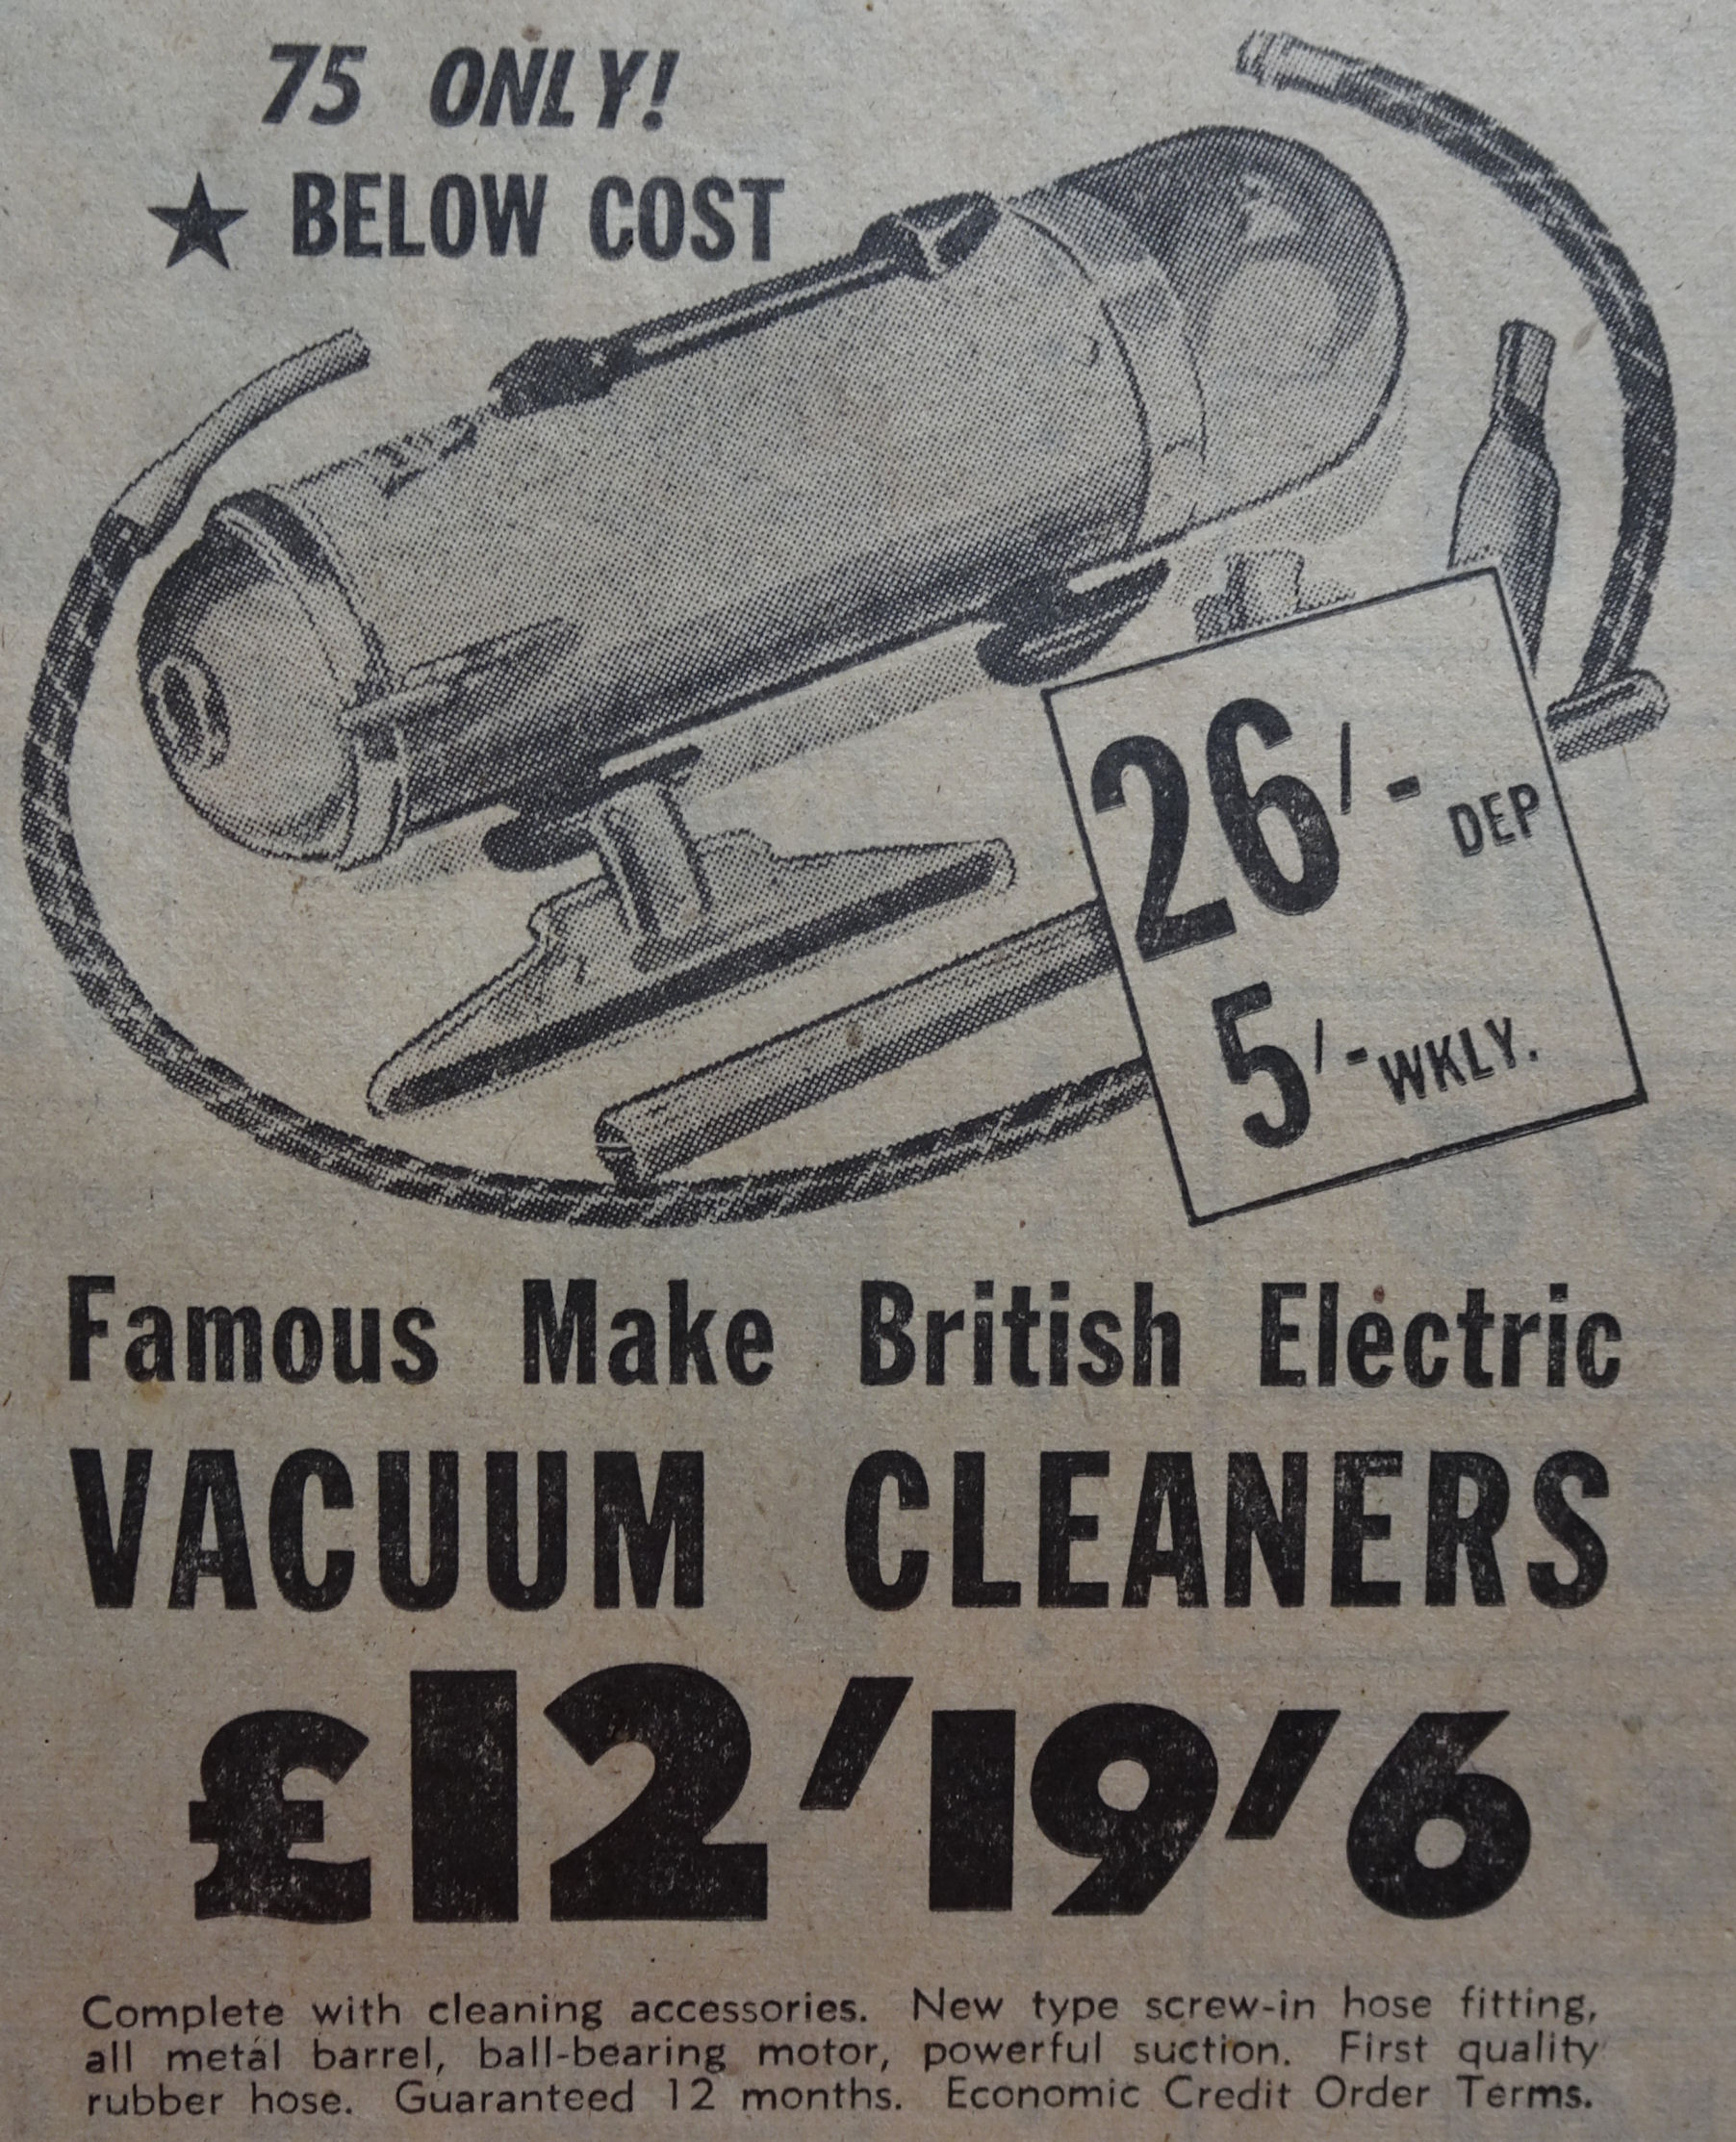 75 ONLY!
★ BELOW COST
26/- DEP
5/- WKLY.
Famous Make British Electric
VACUUM CLEANERS
£12/19/6
Complete with cleaning accessories. New type screw-in hose fitting,
all metal barrel, ball-bearing motor, powerful suction. First quality
rubber hose. Guaranteed 12 months. Economic Credit Order Terms.